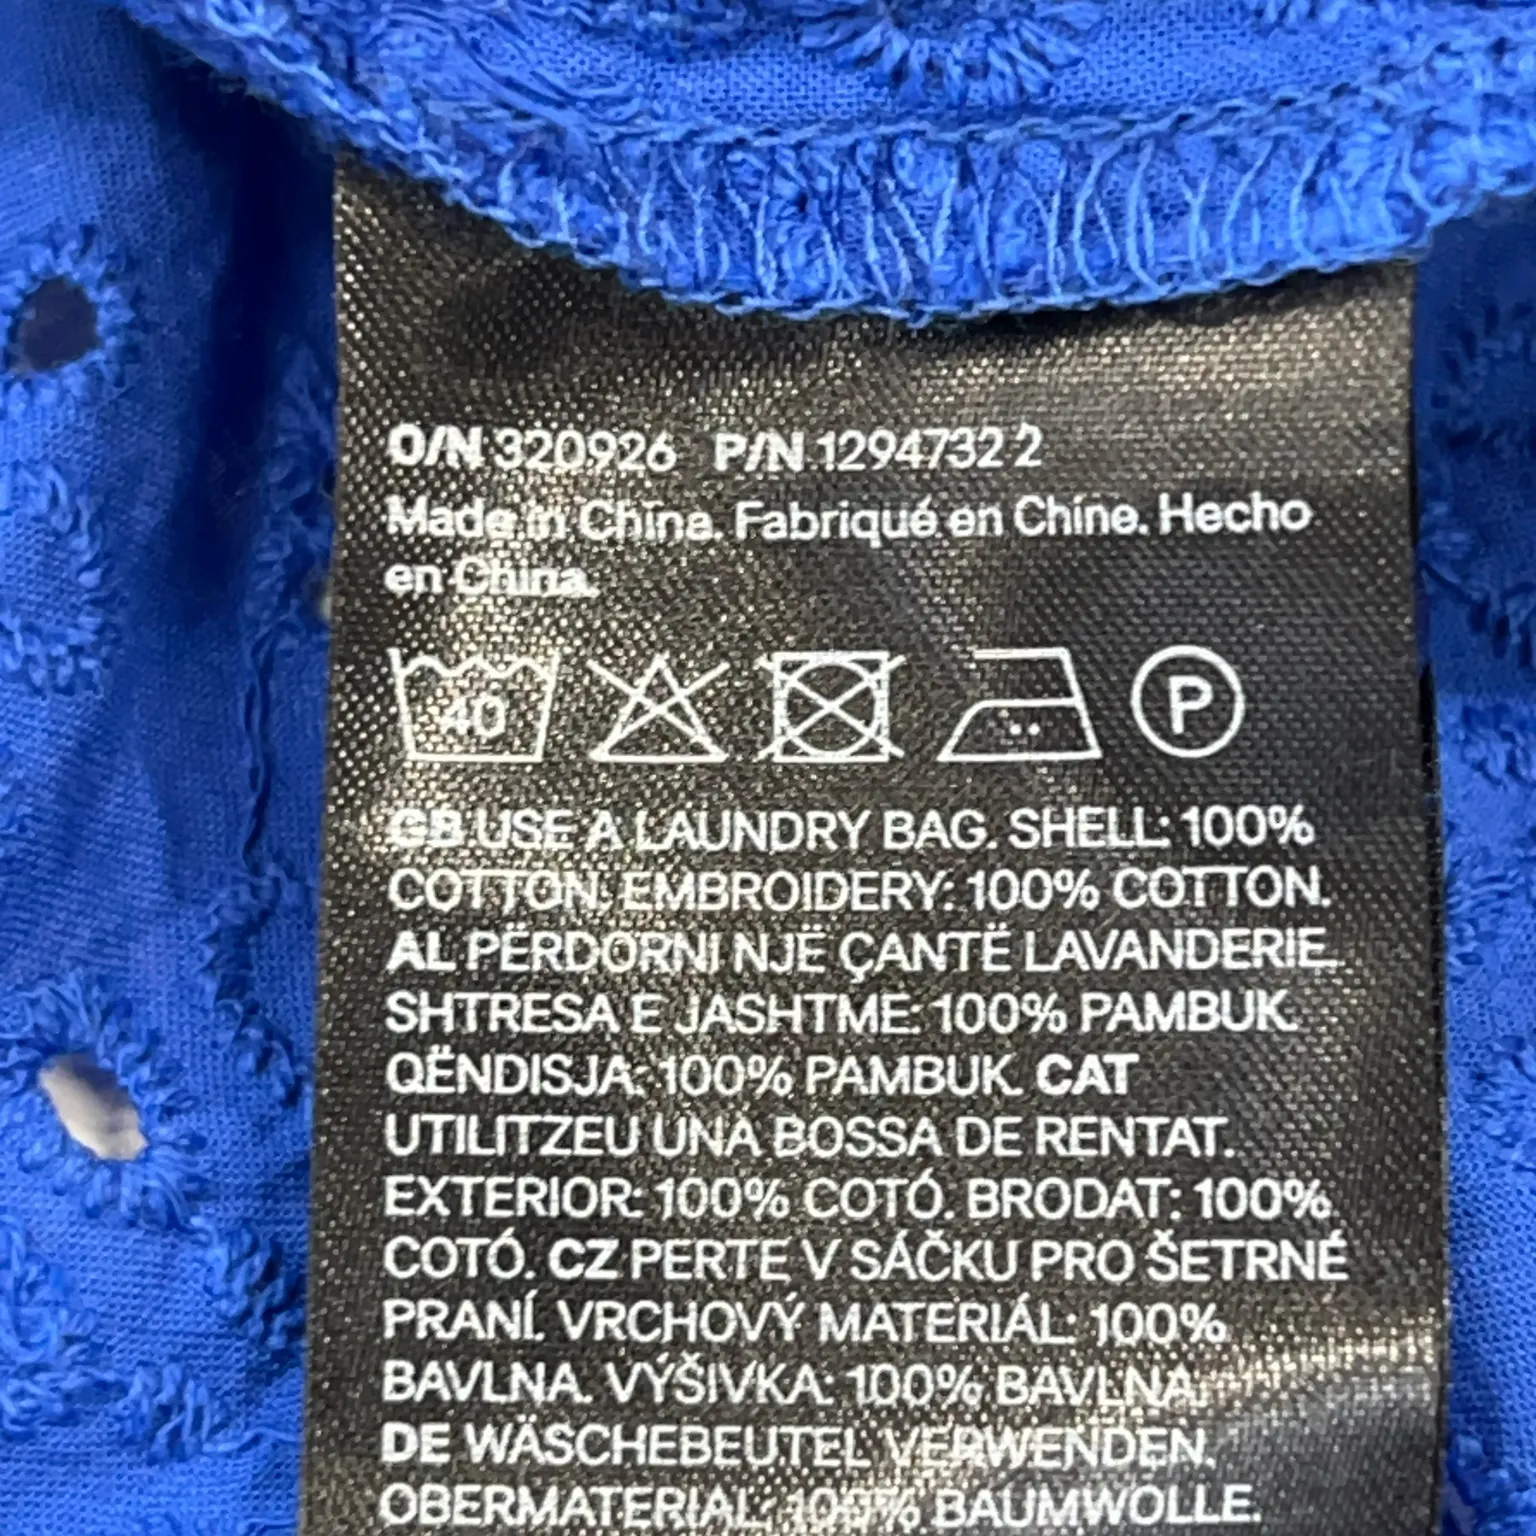 O/N 320926 P/N 1294732 2
Made in China. Fabriqué en Chine. Hecho
en China.
40 P
GB USE A LAUNDRY BAG. SHELL: 100%
COTTON. EMBROIDERY: 100% COTTON.
AL PËRDORNI NJË ÇANTË LAVANDERIE.
SHTRESA E JASHTME: 100% PAMBUK.
QËNDISJA: 100% PAMBUK. CAT
UTILITZEU UNA BOSSA DE RENTAT.
EXTERIOR: 100% COTÓ. BRODAT: 100%
COTÓ. CZ PERTE V SÁČKU PRO ŠETRNÉ
PRANÍ. VRCHOVÝ MATERIÁL: 100%
BAVLNA. VÝŠIVKA: 100% BAVLNA.
DE WÄSCHEBEUTEL VERWENDEN.
OBERMATERIAL: 100% BAUMWOLLE.